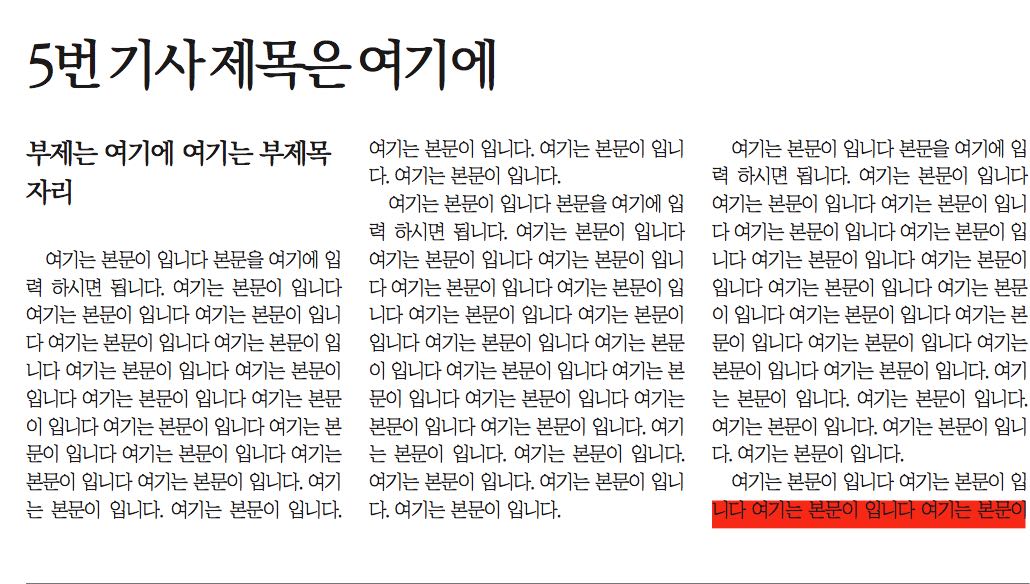 5번 기사 제목은 여기에
부제는 여기에 여기는 부제목
자리
여기는 본문이 입니다 본문을 여기에 입
력 하시면 됩니다. 여기는 본문이 입니다
여기는 본문이 입니다 여기는 본문이 입니
다 여기는 본문이 입니다 여기는 본문이 입
니다 여기는 본문이 입니다 여기는 본문이
입니다 여기는 본문이 입니다 여기는 본문
이 입니다 여기는 본문이 입니다 여기는 본
문이 입니다 여기는 본문이 입니다 여기는
본문이 입니다 여기는 본문이 입니다. 여기
는 본문이 입니다. 여기는 본문이 입니다.
여기는 본문이 입니다. 여기는 본문이 입니
다. 여기는 본문이 입니다.
여기는 본문이 입니다 본문을 여기에 입
력 하시면 됩니다. 여기는 본문이 입니다
여기는 본문이 입니다 여기는 본문이 입니
다 여기는 본문이 입니다 여기는 본문이 입
니다 여기는 본문이 입니다 여기는 본문이
입니다 여기는 본문이 입니다 여기는 본문
이 입니다 여기는 본문이 입니다 여기는 본
문이 입니다 여기는 본문이 입니다 여기는
본문이 입니다 여기는 본문이 입니다. 여기
는 본문이 입니다. 여기는 본문이 입니다.
여기는 본문이 입니다. 여기는 본문이 입니
다. 여기는 본문이 입니다.
여기는 본문이 입니다 본문을 여기에 입
력 하시면 됩니다. 여기는 본문이 입니다
여기는 본문이 입니다 여기는 본문이 입니
다 여기는 본문이 입니다 여기는 본문이 입
니다 여기는 본문이 입니다 여기는 본문이
입니다 여기는 본문이 입니다 여기는 본문
이 입니다 여기는 본문이 입니다 여기는 본
문이 입니다 여기는 본문이 입니다 여기는
본문이 입니다 여기는 본문이 입니다. 여기
는 본문이 입니다. 여기는 본문이 입니다.
여기는 본문이 입니다. 여기는 본문이 입니
다. 여기는 본문이 입니다.
여기는 본문이 입니다 여기는 본문이 입
니다 여기는 본문이 입니다 여기는 본문이